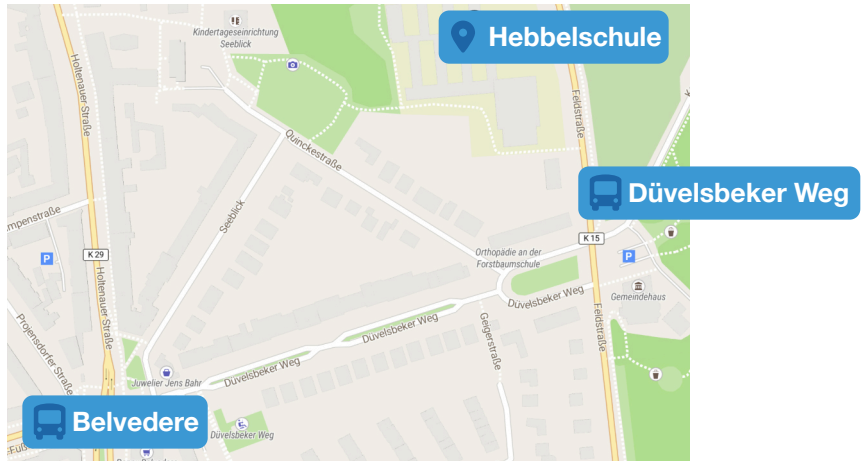 Hebbelschule
Kindertageseinrichtung
Seeblick
Holtenauer Straße
Feldstraße
Quinckestraße
Düvelsbeker Weg
Seeblick
mpenstraße
K 15
P
K 29
P
Orthopädie an der
Forstbaumschule
Holtenauer Straße
Düvelsbeker Weg
Gemeindehaus
Projensdorfer Straße
Düvelsbeker Weg
Geigerstraße
Feldstraße
Düvelsbeker Weg
Juwelier Jens Bahr
Belvedere
Düvelsbeker Weg